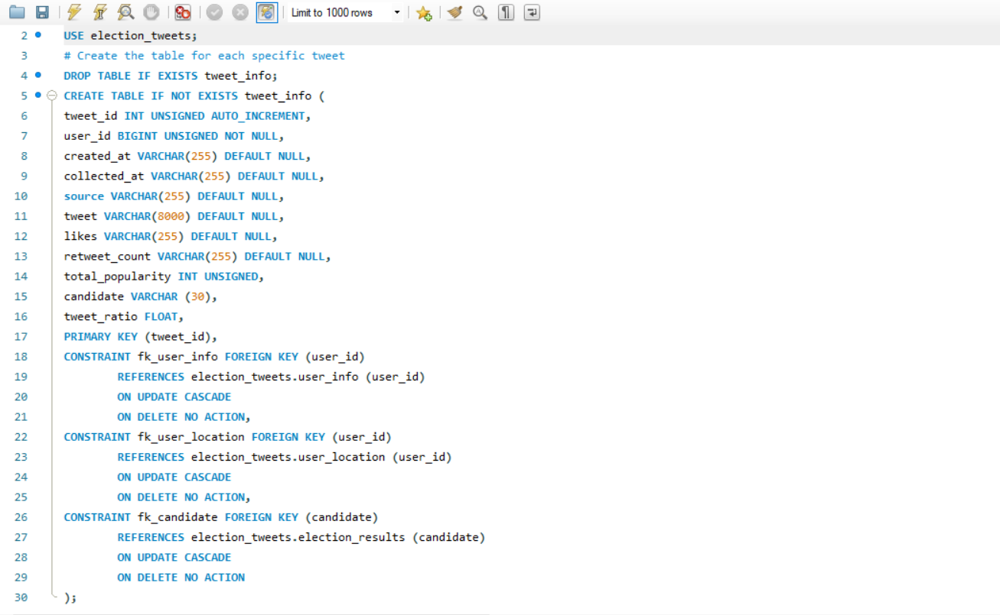 Limit to 1000 rows
2 USE election_tweets;
3 # Create the table for each specific tweet
4 DROP TABLE IF EXISTS tweet_info;
5 CREATE TABLE IF NOT EXISTS tweet_info (
6 tweet_id INT UNSIGNED AUTO_INCREMENT,
7 user_id BIGINT UNSIGNED NOT NULL,
8 created_at VARCHAR(255) DEFAULT NULL,
9 collected_at VARCHAR(255) DEFAULT NULL,
10 source VARCHAR(255) DEFAULT NULL,
11 tweet VARCHAR(8000) DEFAULT NULL,
12 likes VARCHAR(255) DEFAULT NULL,
13 retweet_count VARCHAR(255) DEFAULT NULL,
14 total_popularity INT UNSIGNED,
15 candidate VARCHAR (30),
16 tweet_ratio FLOAT,
17 PRIMARY KEY (tweet_id),
18 CONSTRAINT fk_user_info FOREIGN KEY (user_id)
19 REFERENCES election_tweets.user_info (user_id)
20 ON UPDATE CASCADE
21 ON DELETE NO ACTION,
22 CONSTRAINT fk_user_location FOREIGN KEY (user_id)
23 REFERENCES election_tweets.user_location (user_id)
24 ON UPDATE CASCADE
25 ON DELETE NO ACTION,
26 CONSTRAINT fk_candidate FOREIGN KEY (candidate)
27 REFERENCES election_tweets.election_results (candidate)
28 ON UPDATE CASCADE
29 ON DELETE NO ACTION
30 );